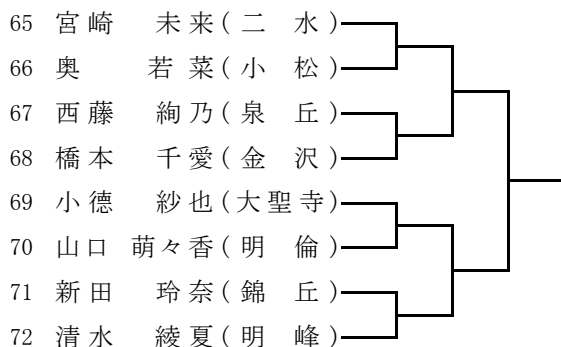 65 宮崎 未来(二 水)
66 奥 若菜(小 松)
67 西藤 絢乃(泉 丘)
68 橋本 千愛(金 沢)
69 小德 紗也(大聖寺)
70 山口 萌々香(明 倫)
71 新田 玲奈(錦 丘)
72 清水 綾夏(明 峰)